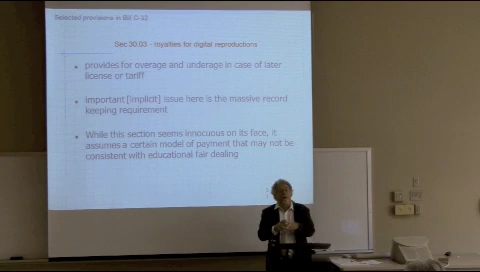 Selected provisions in Bill C-32
Sec 30.03 - royalties for digital reproductions
provides for overage and underage in case of later
license or tariff?
important [implicit] issue here is the massive record
keeping requirement
While this section seems innocuous on its face, it
assumes a certain model of payment that may not be
consistent with educational fair dealing